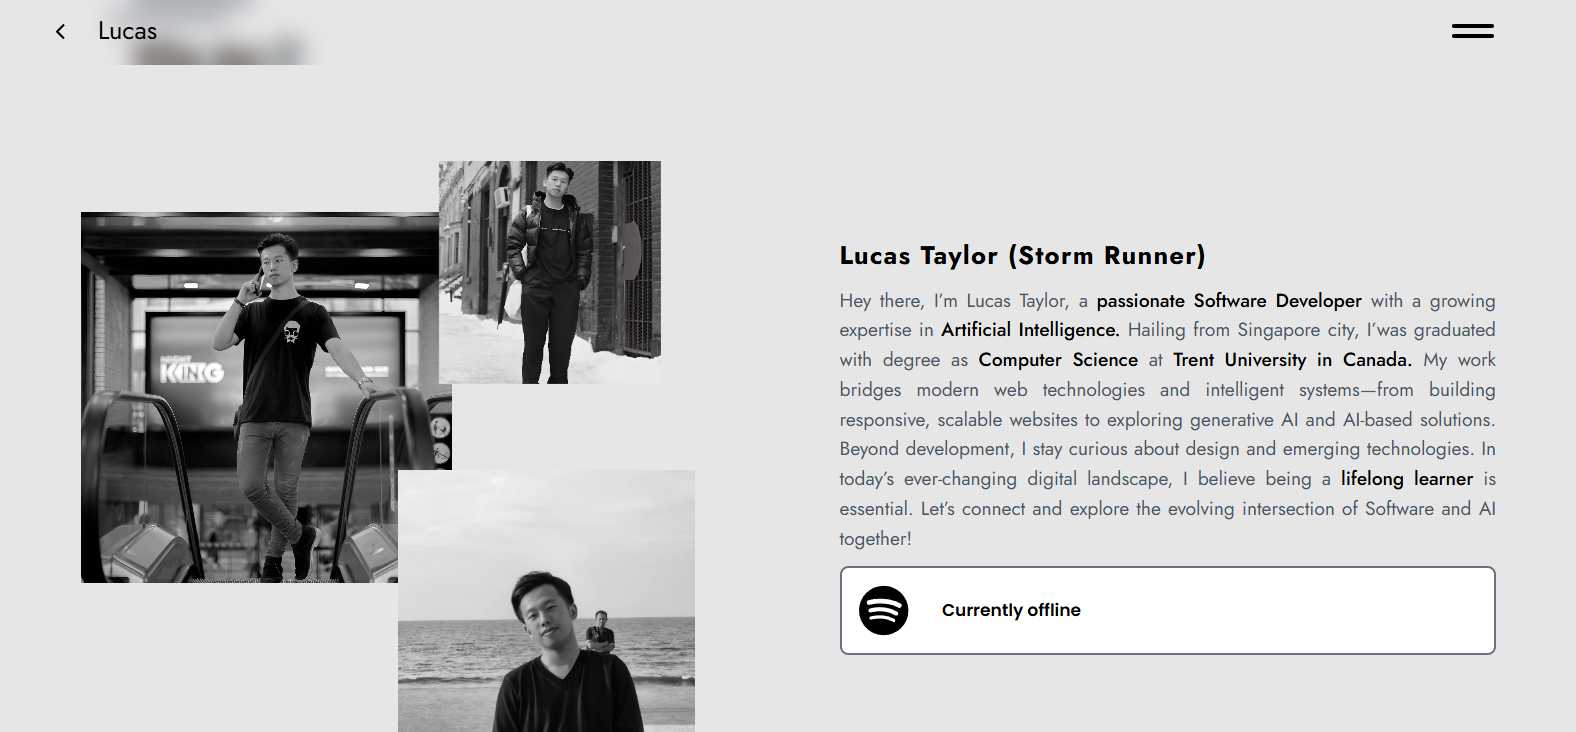 Lucas
NIGHT
KING
Lucas Taylor (Storm Runner)
Hey there, I'm Lucas Taylor, a passionate Software Developer with a growing
expertise in Artificial Intelligence. Hailing from Singapore city, I'was graduated
with degree as Computer Science at Trent University in Canada. My work
bridges modern web technologies and intelligent systems—from building
responsive, scalable websites to exploring generative AI and AI-based solutions.
Beyond development, I stay curious about design and emerging technologies. In
today's ever-changing digital landscape, I believe being a lifelong learner is
essential. Let's connect and explore the evolving intersection of Software and AI
together!
Currently offline